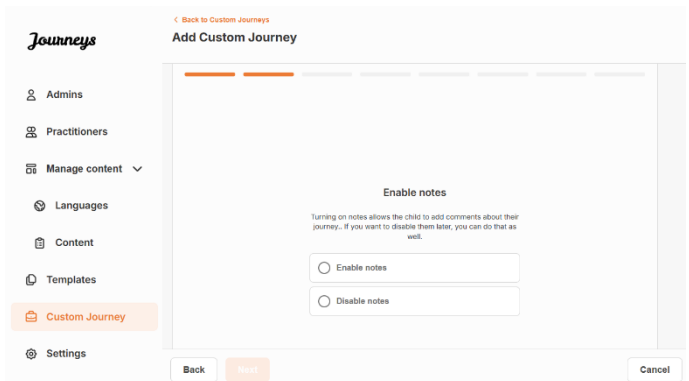 Journeys
Admins
Practitioners
Manage content
Languages
Content
Templates
Custom Journey
Settings
Back to Custom Journeys
Add Custom Journey
Enable notes
Turning on notes allows the child to add comments about their
journey.. If you want to disable them later, you can do that as
well.
Enable notes
Disable notes
Back
Next
Cancel